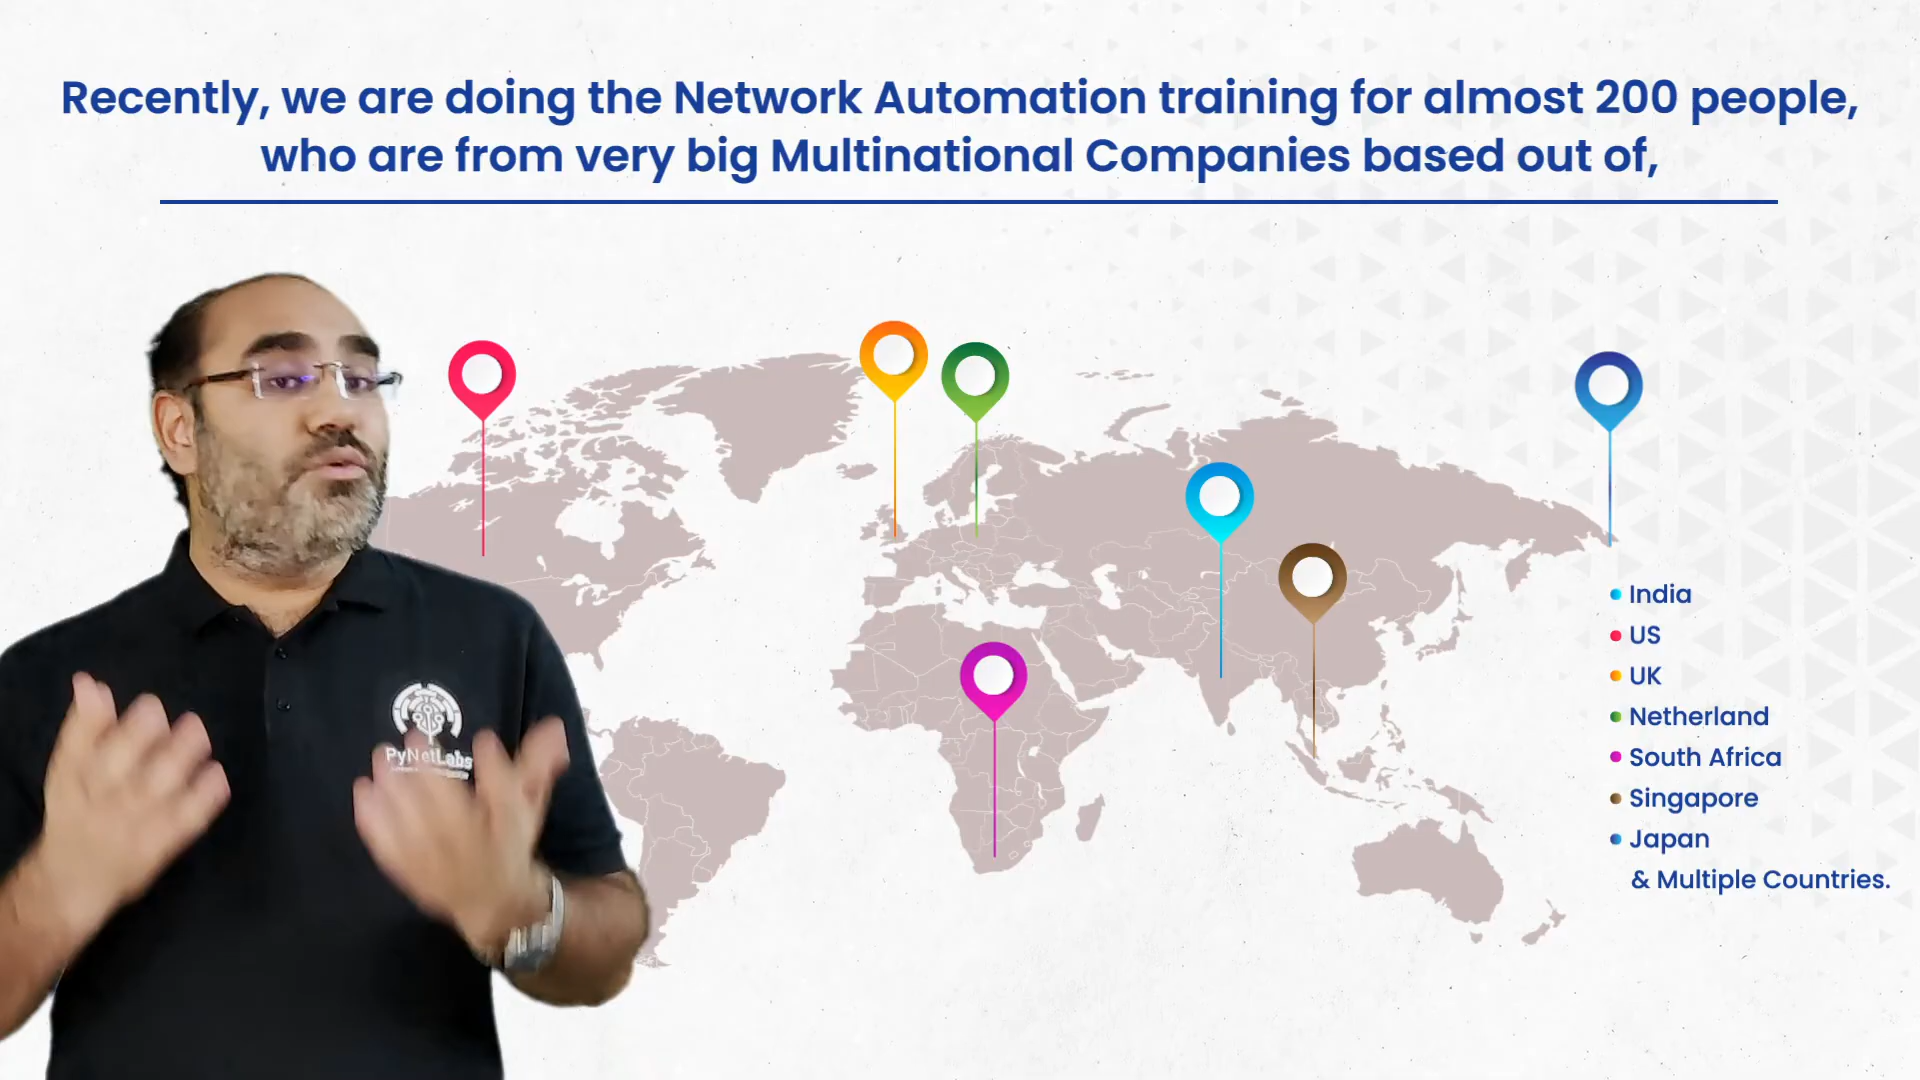 Recently, we are doing the Network Automation training for almost 200 people,
who are from very big Multinational Companies based out of,
India
US
UK
Netherland
South Africa
Singapore
Japan
& Multiple Countries.
PyNetLabs